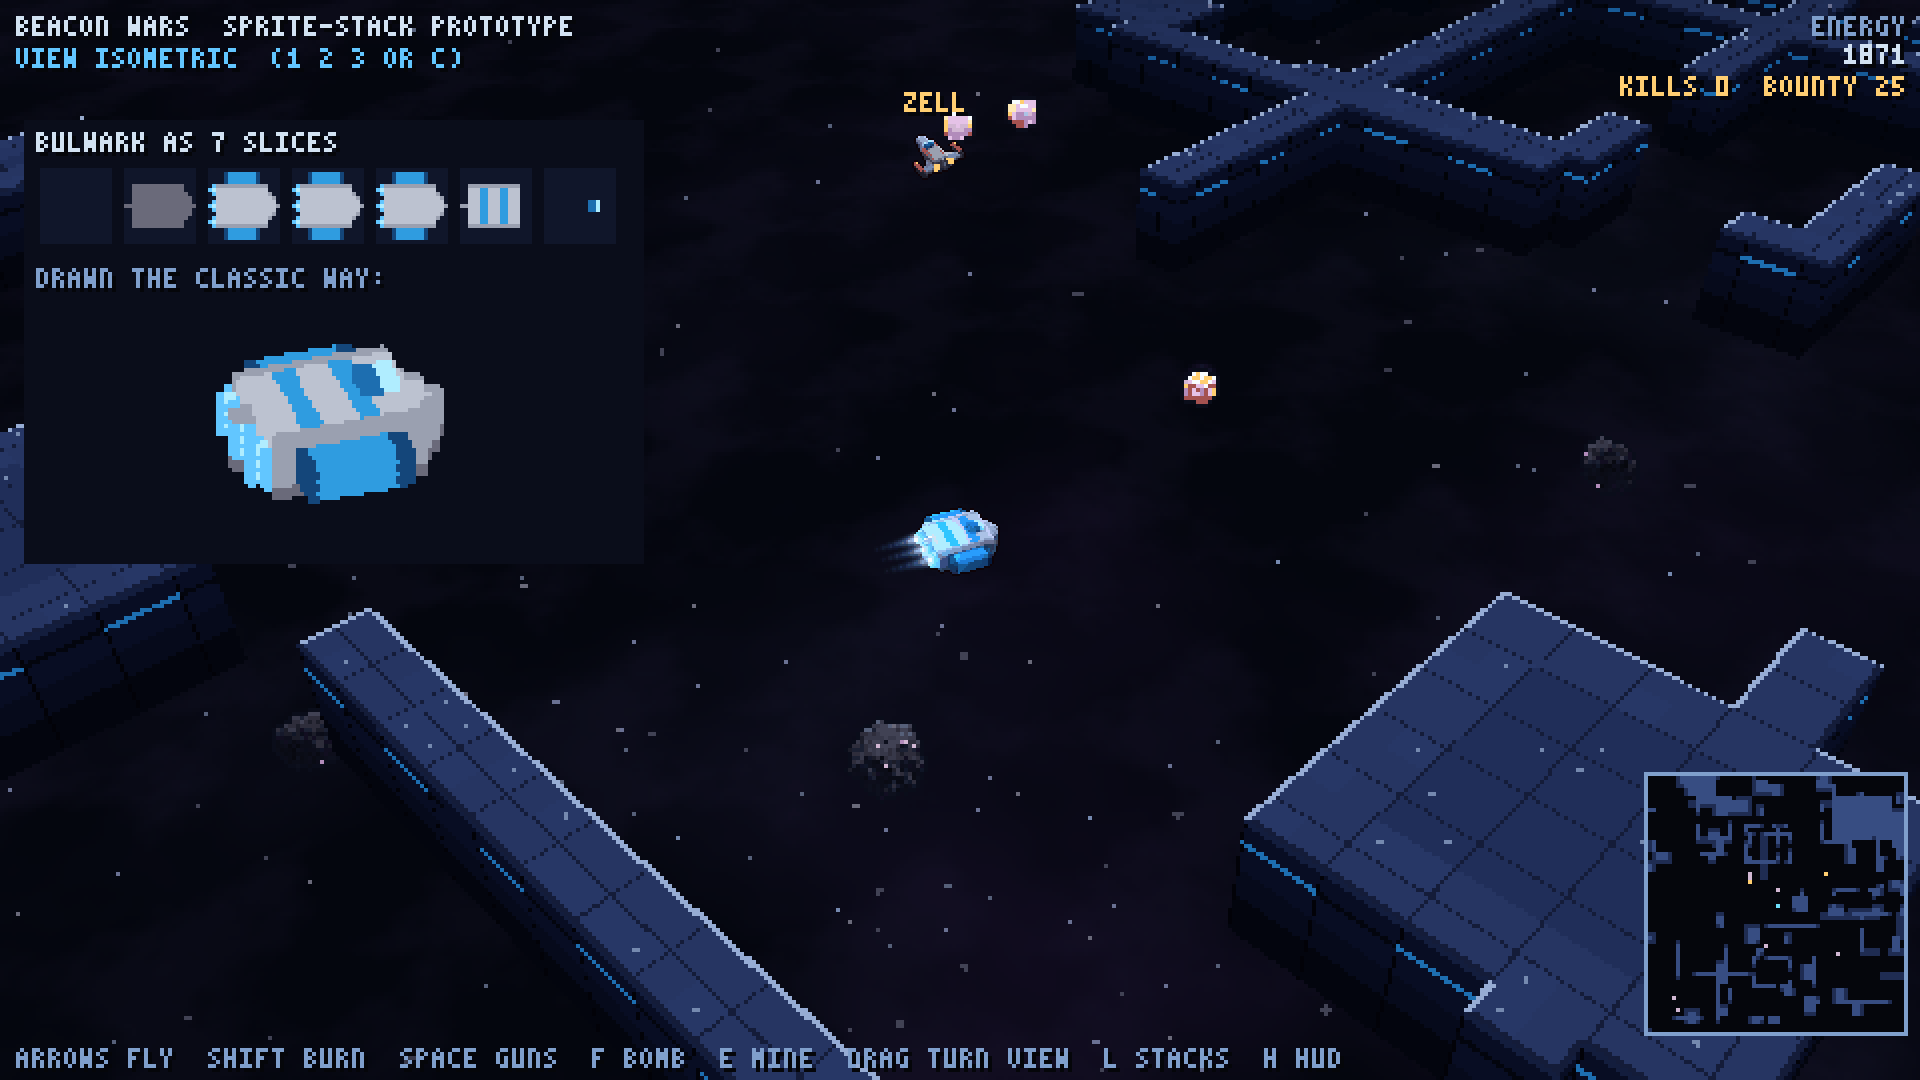 BEACON WARS  SPRITE-STACK PROTOTYPE
VIEW ISOMETRIC  (1 2 3 OR C)
ENERGY
1871
KILLS 0  BOUNTY 25
ZELL
BULWARK AS 7 SLICES
DRAWN THE CLASSIC WAY:
ARROWS FLY  SHIFT BURN  SPACE GUNS  F BOMB  E MINE  DRAG TURN VIEW  L STACKS  H HUD